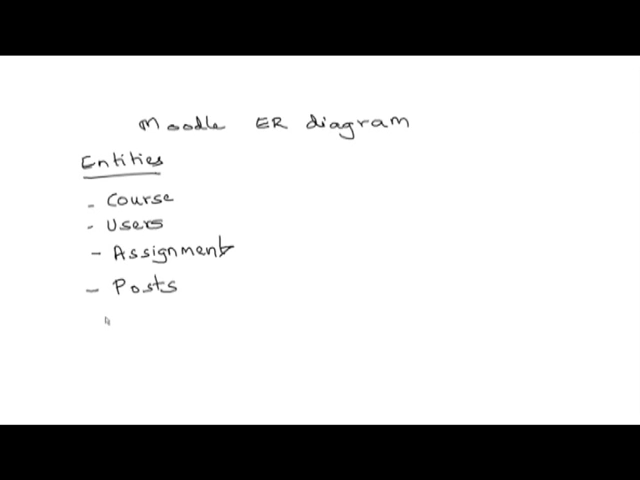 Moodle ER diagram
Entities
- Course
- Users
- Assignment
- Posts